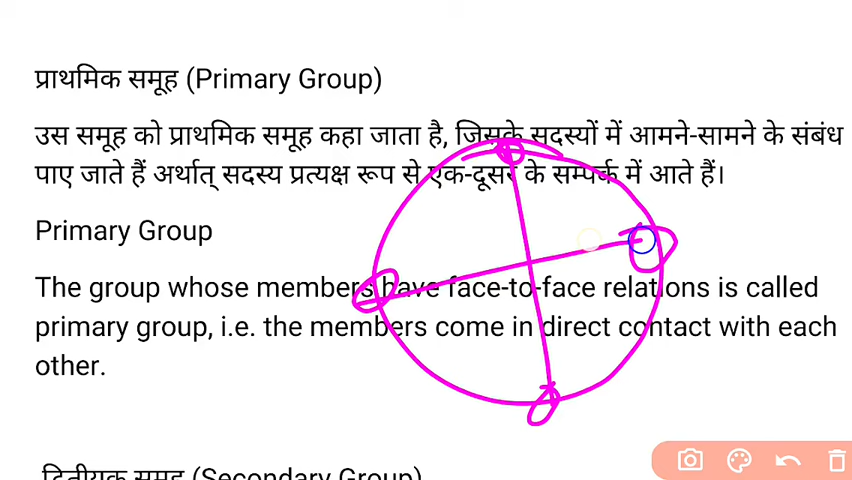 प्राथमिक समूह (Primary Group)
उस समूह को प्राथमिक समूह कहा जाता है, जिसके सदस्यों में आमने-सामने के संबंध
पाए जाते हैं अर्थात् सदस्य प्रत्यक्ष रूप से एक-दूसरे के सम्पर्क में आते हैं।
Primary Group
The group whose members have face-to-face relations is called
primary group, i.e. the members come in direct contact with each
other.
द्वितीयक समूह (Secondary Group)